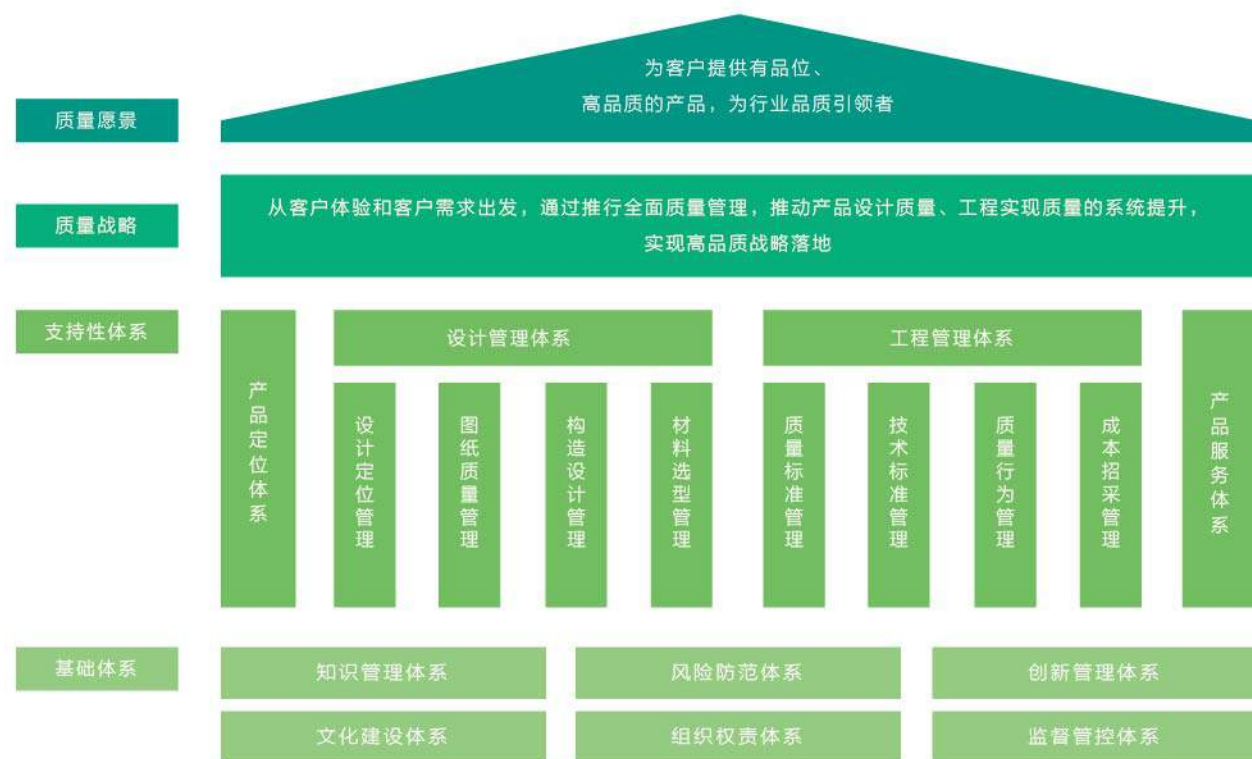 为客户提供有品位、
高品质的产品，为行业品质引领者
质量愿景
从客户体验和客户需求出发，通过推行全面质量管理，推动产品设计质量、工程实现质量的系统提升，
实现高品质战略落地
质量战略
支持性体系
产品定位体系
设计管理体系
设计定位管理
图纸质量管理
构造设计管理
材料选型管理
工程管理体系
质量标准管理
技术标准管理
质量行为管理
成本招采管理
产品服务体系
基础体系
知识管理体系
风险防范体系
创新管理体系
文化建设体系
组织权责体系
监督管控体系